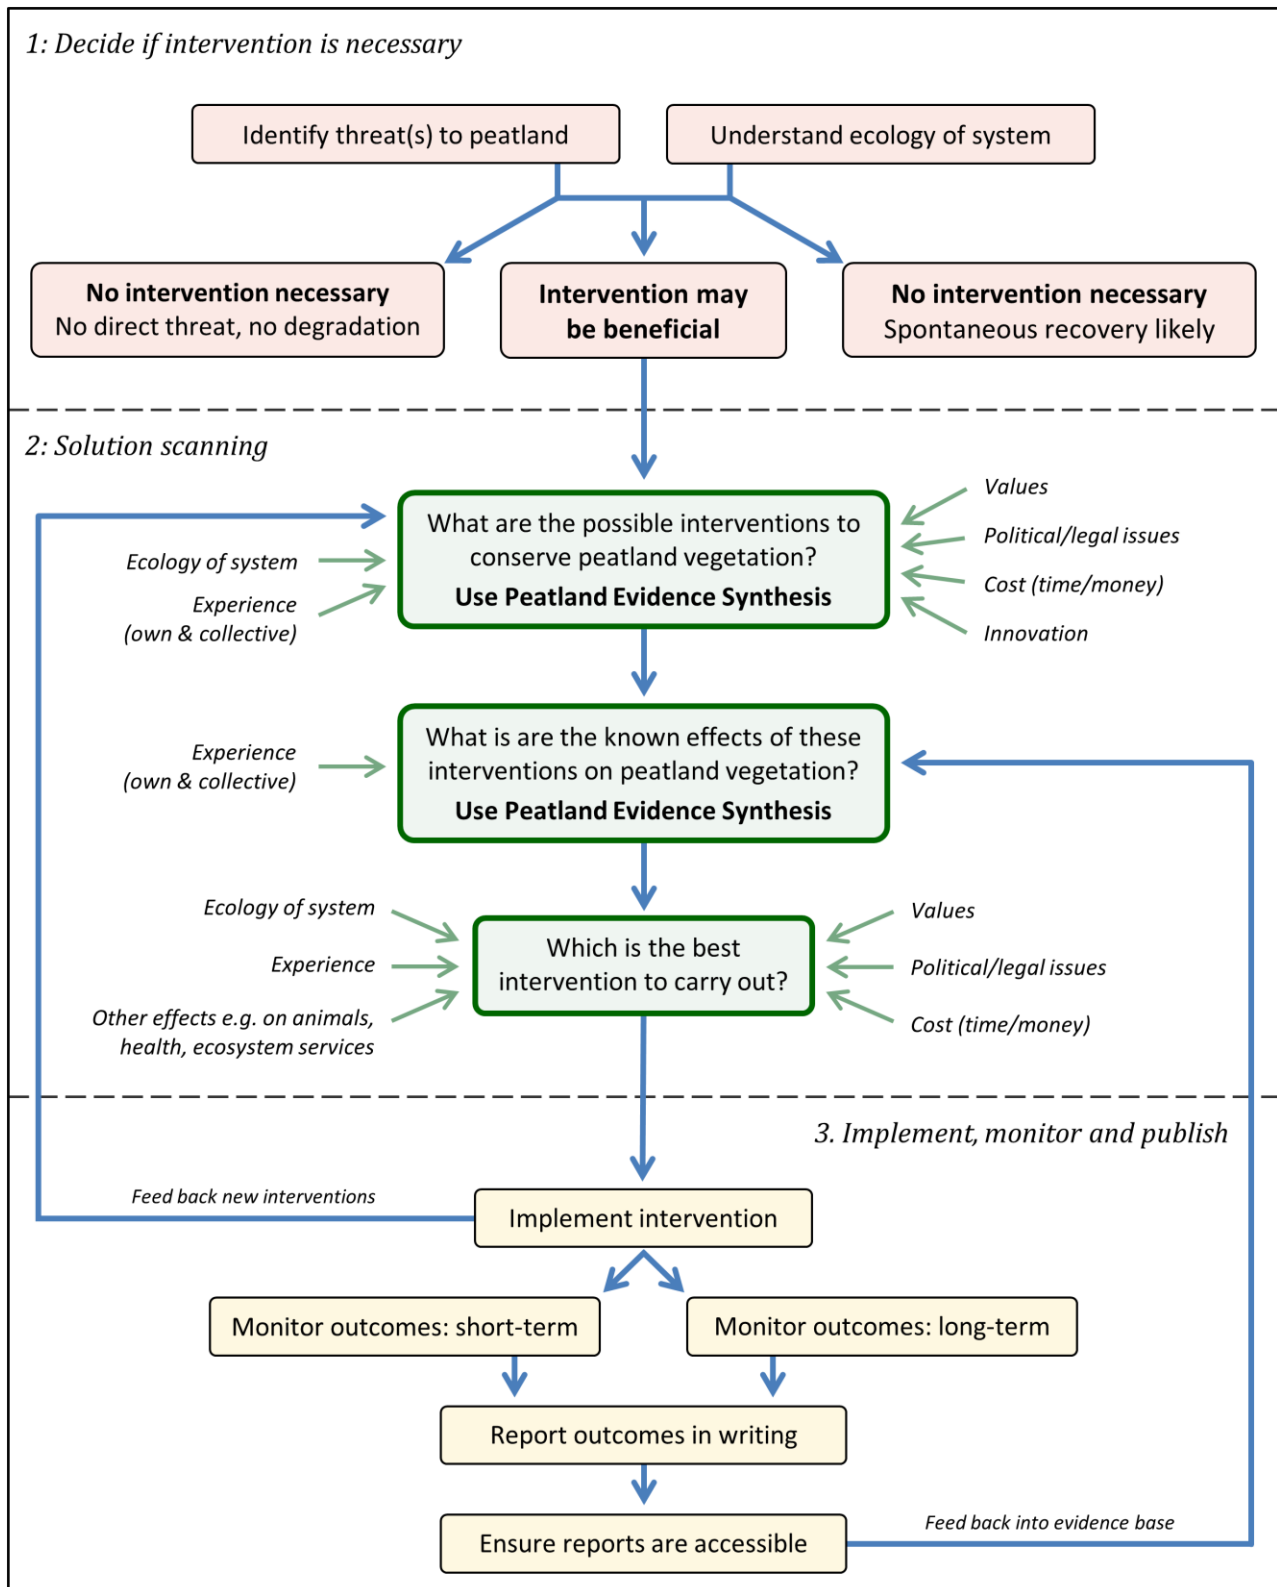 1: Decide if intervention is necessary
Identify threat(s) to peatland
Understand ecology of system
No intervention necessary
No direct threat, no degradation
Intervention may
be beneficial
No intervention necessary
Spontaneous recovery likely
2: Solution scanning
What are the possible interventions to
conserve peatland vegetation?
Use Peatland Evidence Synthesis
Ecology of system
Experience
(own & collective)
Values
Political/legal issues
Cost (time/money)
Innovation
What is are the known effects of these
interventions on peatland vegetation?
Use Peatland Evidence Synthesis
Experience
(own & collective)
Which is the best
intervention to carry out?
Ecology of system
Experience
Other effects e.g. on animals,
health, ecosystem services
Values
Political/legal issues
Cost (time/money)
3. Implement, monitor and publish
Feed back new interventions
Implement intervention
Monitor outcomes: short-term
Monitor outcomes: long-term
Report outcomes in writing
Ensure reports are accessible
Feed back into evidence base